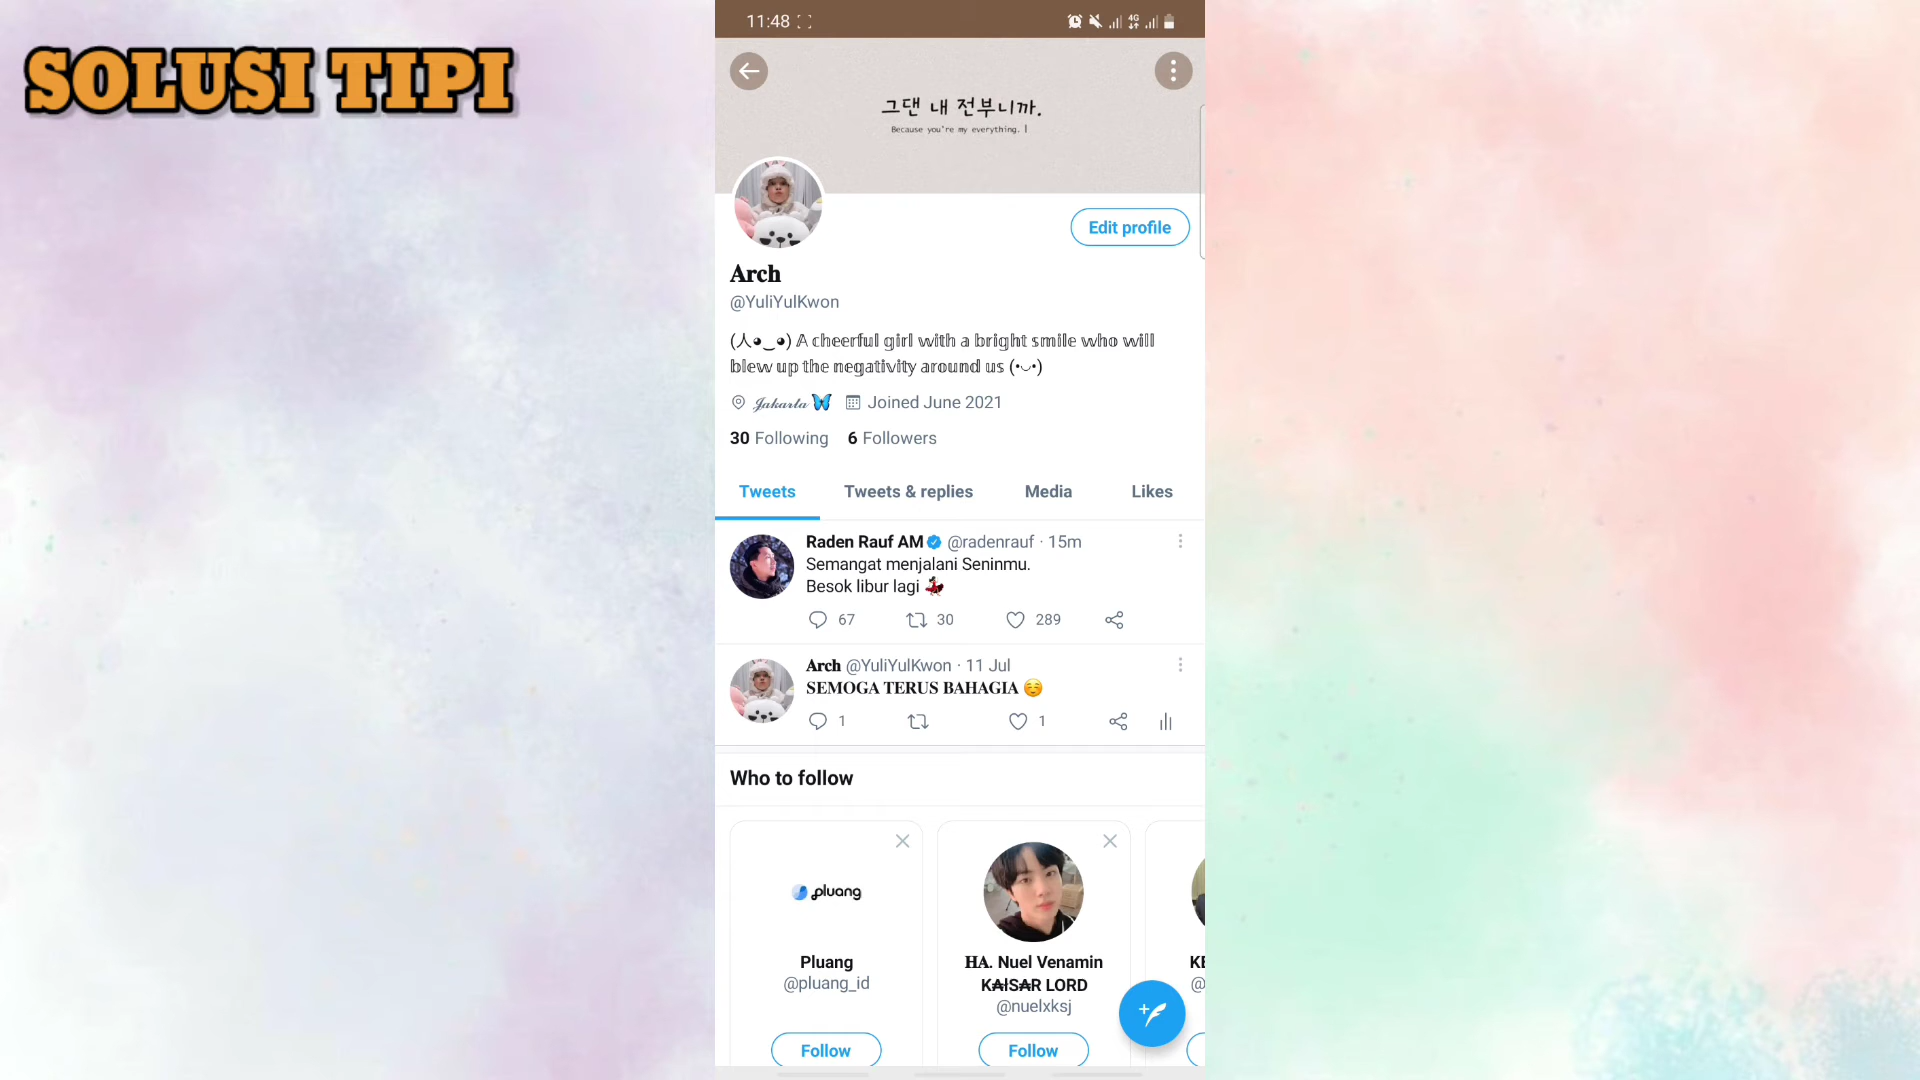 SOLUSI TIPI
11:48
4G
그댄 내 전부니까.
Because you're my everything.
Edit profile
𝐀𝐫𝐜𝐡
@YuliYulKwon
(人◕‿◕) 𝔸 𝕔𝕙𝕖𝕖𝕣𝕗𝕦𝕝 𝕘𝕚𝕣𝕝 𝕨𝕚𝕥𝕙 𝕒 𝕓𝕣𝕚𝕘𝕙𝕥 𝕤𝕞𝕚𝕝𝕖 𝕨𝕙𝕠 𝕨𝕚𝕝𝕝
𝕓𝕝𝕖𝕨 𝕦𝕡 𝕥𝕙𝕖 𝕟𝕖𝕘𝕒𝕥𝕚𝕧𝕚𝕥𝕪 𝕒𝕣𝕠𝕦𝕟𝕕 𝕦𝕤 (•◡•)
𝒥𝒶𝓀𝒶𝓇𝓉𝒶 🦋 Joined June 2021
30 Following 6 Followers
Tweets Tweets & replies Media Likes
Raden Rauf AM @radenrauf · 15m
Semangat menjalani Seninmu.
Besok libur lagi 💃
67 30 289
𝐀𝐫𝐜𝐡 @YuliYulKwon · 11 Jul
𝐒𝐄𝐌𝐎𝐆𝐀 𝐓𝐄𝐑𝐔𝐒 𝐁𝐀𝐇𝐀𝐆𝐈𝐀 ☺️
1 1
Who to follow
pluang
Pluang
@pluang_id
Follow
𝐇𝐀. Nuel Venamin
K₳ł₴₳R LORD
@nuelxksj
Follow